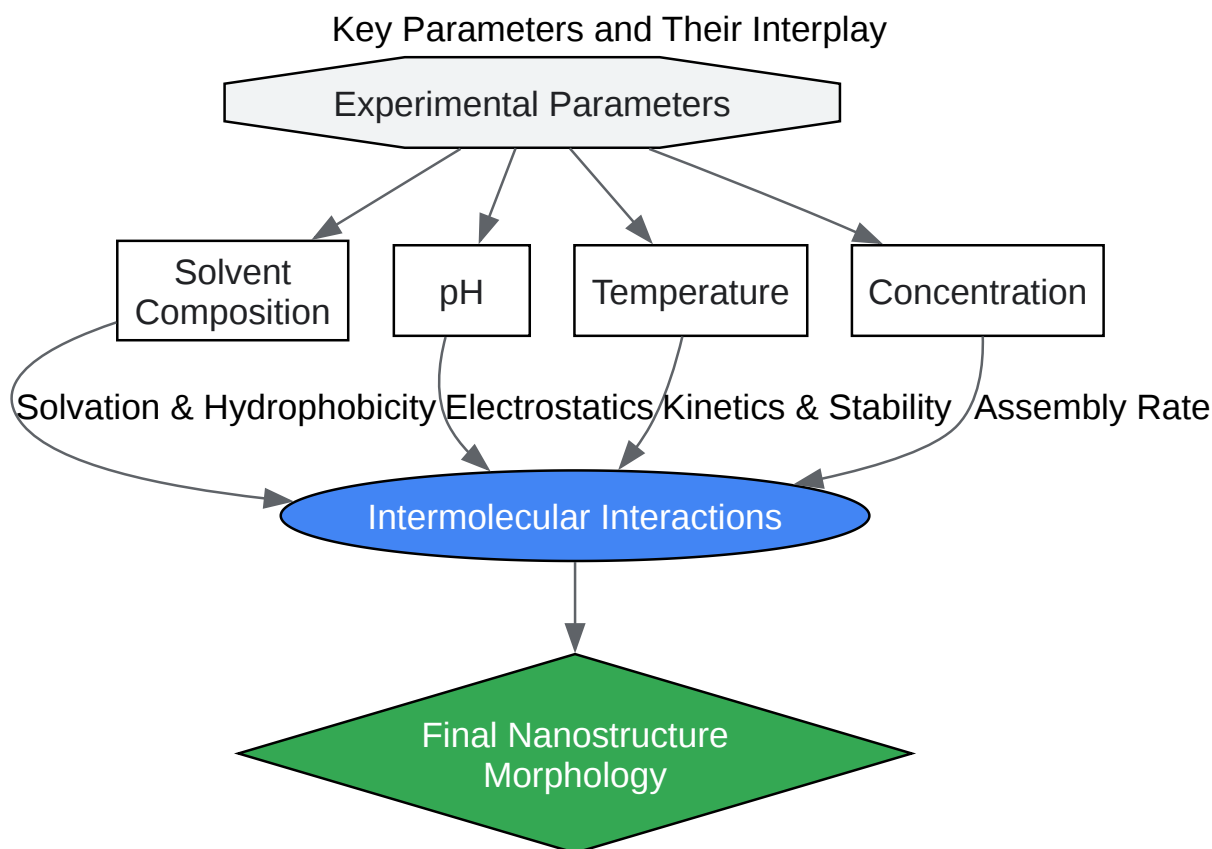 Key Parameters and Their Interplay
Experimental Parameters
Solvent
Composition
pH
Temperature
Concentration
Solvation & Hydrophobicity
Electrostatics
Kinetics & Stability
Assembly Rate
Intermolecular Interactions
Final Nanostructure
Morphology